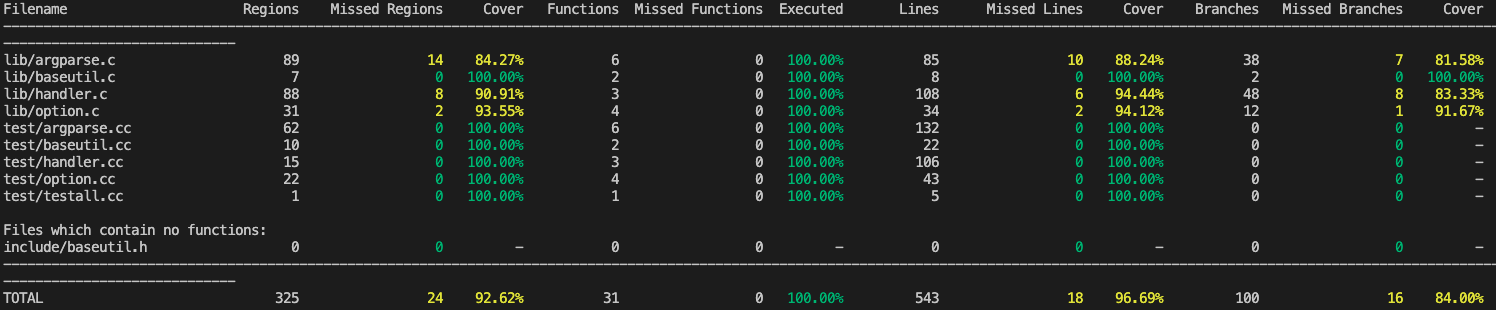 Filename Regions Missed Regions Cover Functions Missed Functions Executed Lines Missed Lines Cover Branches Missed Branches Cover
lib/argparse.c 89 14 84.27% 6 0 100.00% 85 10 88.24% 38 7 81.58%
lib/baseutil.c 7 0 100.00% 2 0 100.00% 8 0 100.00% 2 0 100.00%
lib/handler.c 88 8 90.91% 3 0 100.00% 108 6 94.44% 48 8 83.33%
lib/option.c 31 2 93.55% 4 0 100.00% 34 2 94.12% 12 1 91.67%
test/argparse.cc 62 0 100.00% 6 0 100.00% 132 0 100.00% 0 0 -
test/baseutil.cc 10 0 100.00% 2 0 100.00% 22 0 100.00% 0 0 -
test/handler.cc 15 0 100.00% 3 0 100.00% 106 0 100.00% 0 0 -
test/option.cc 22 0 100.00% 4 0 100.00% 43 0 100.00% 0 0 -
test/testall.cc 1 0 100.00% 1 0 100.00% 5 0 100.00% 0 0 -
Files which contain no functions:
include/baseutil.h 0 0 - 0 0 - 0 0 - 0 0 -
TOTAL 325 24 92.62% 31 0 100.00% 543 18 96.69% 100 16 84.00%